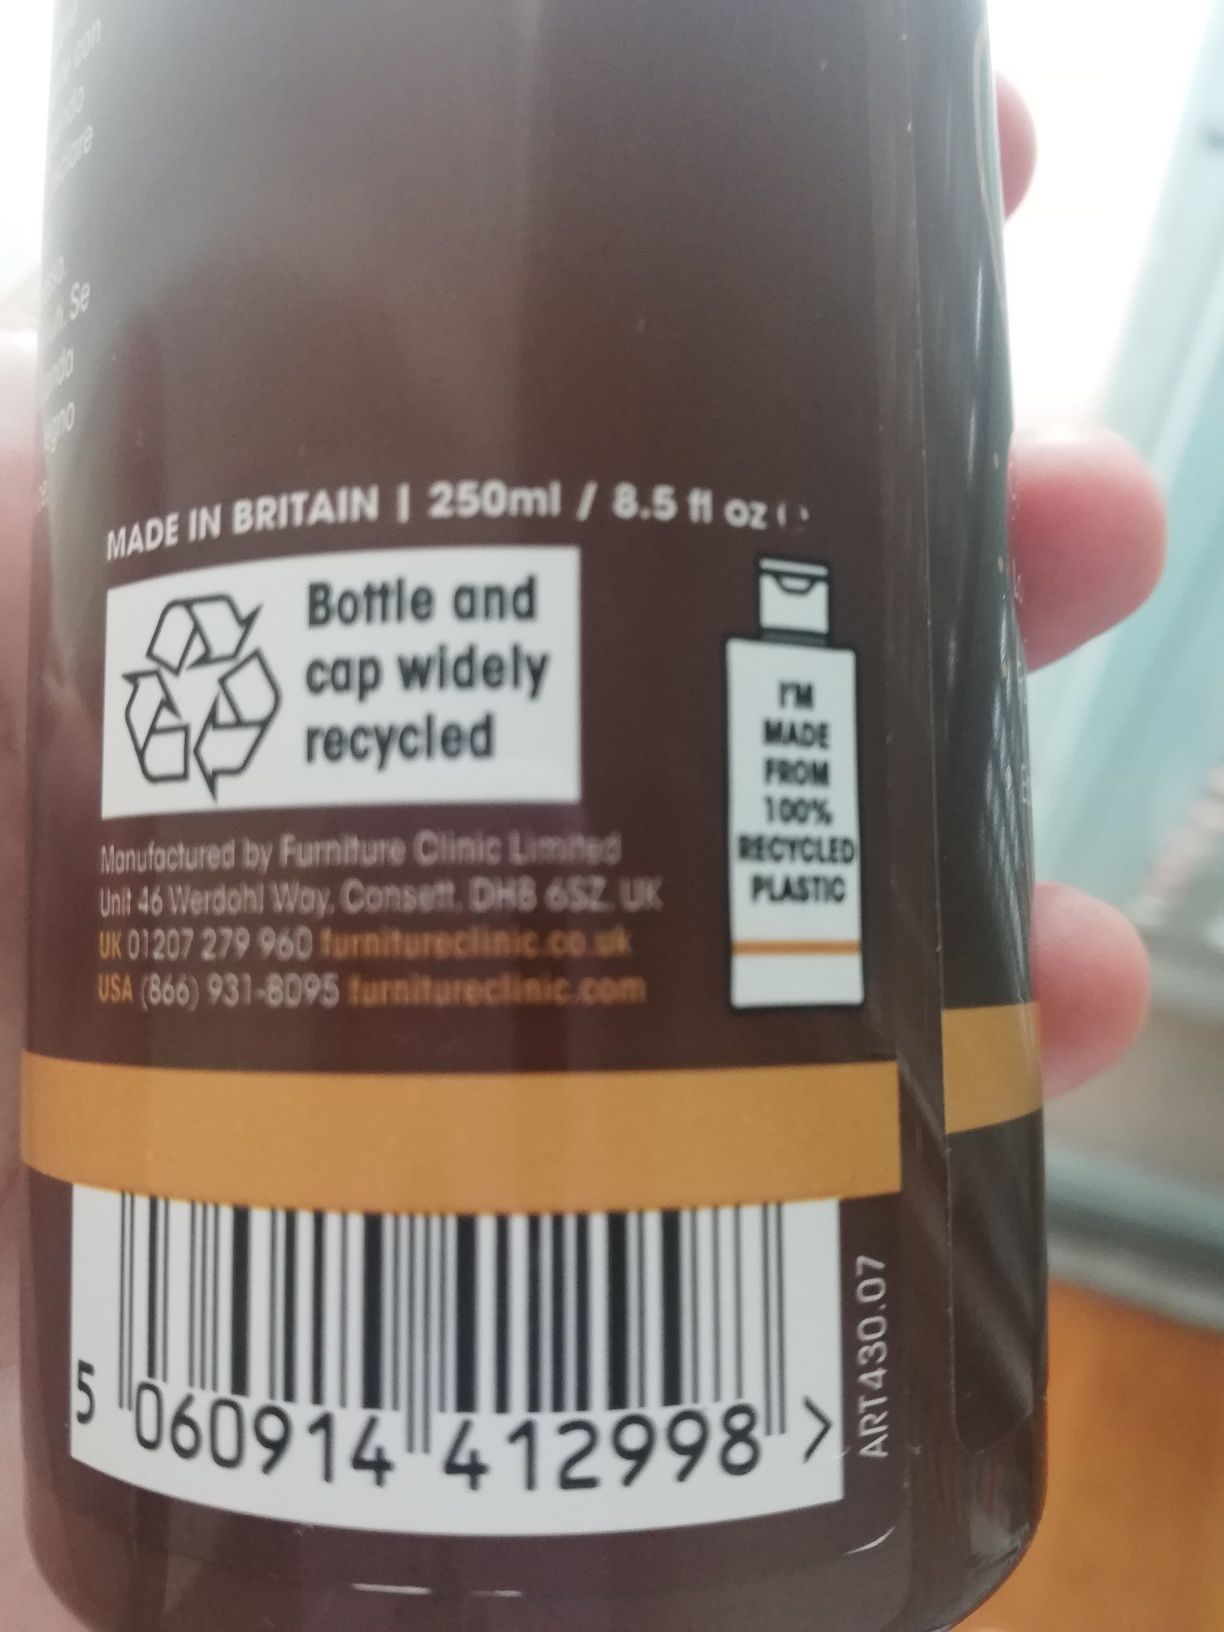 con
Se
MADE IN BRITAIN | 250ml / 8.5 fl oz e
Bottle and
cap widely
recycled
I'M
MADE
FROM
100%
RECYCLED
PLASTIC
Manufactured by Furniture Clinic Limited
Unit 46 Werdohl Way, Consett, DH8 6SZ, UK
UK 01207 279 960 furnitureclinic.co.uk
USA (866) 931-8095 furnitureclinic.com
5 060914 412998 >
ART430.07